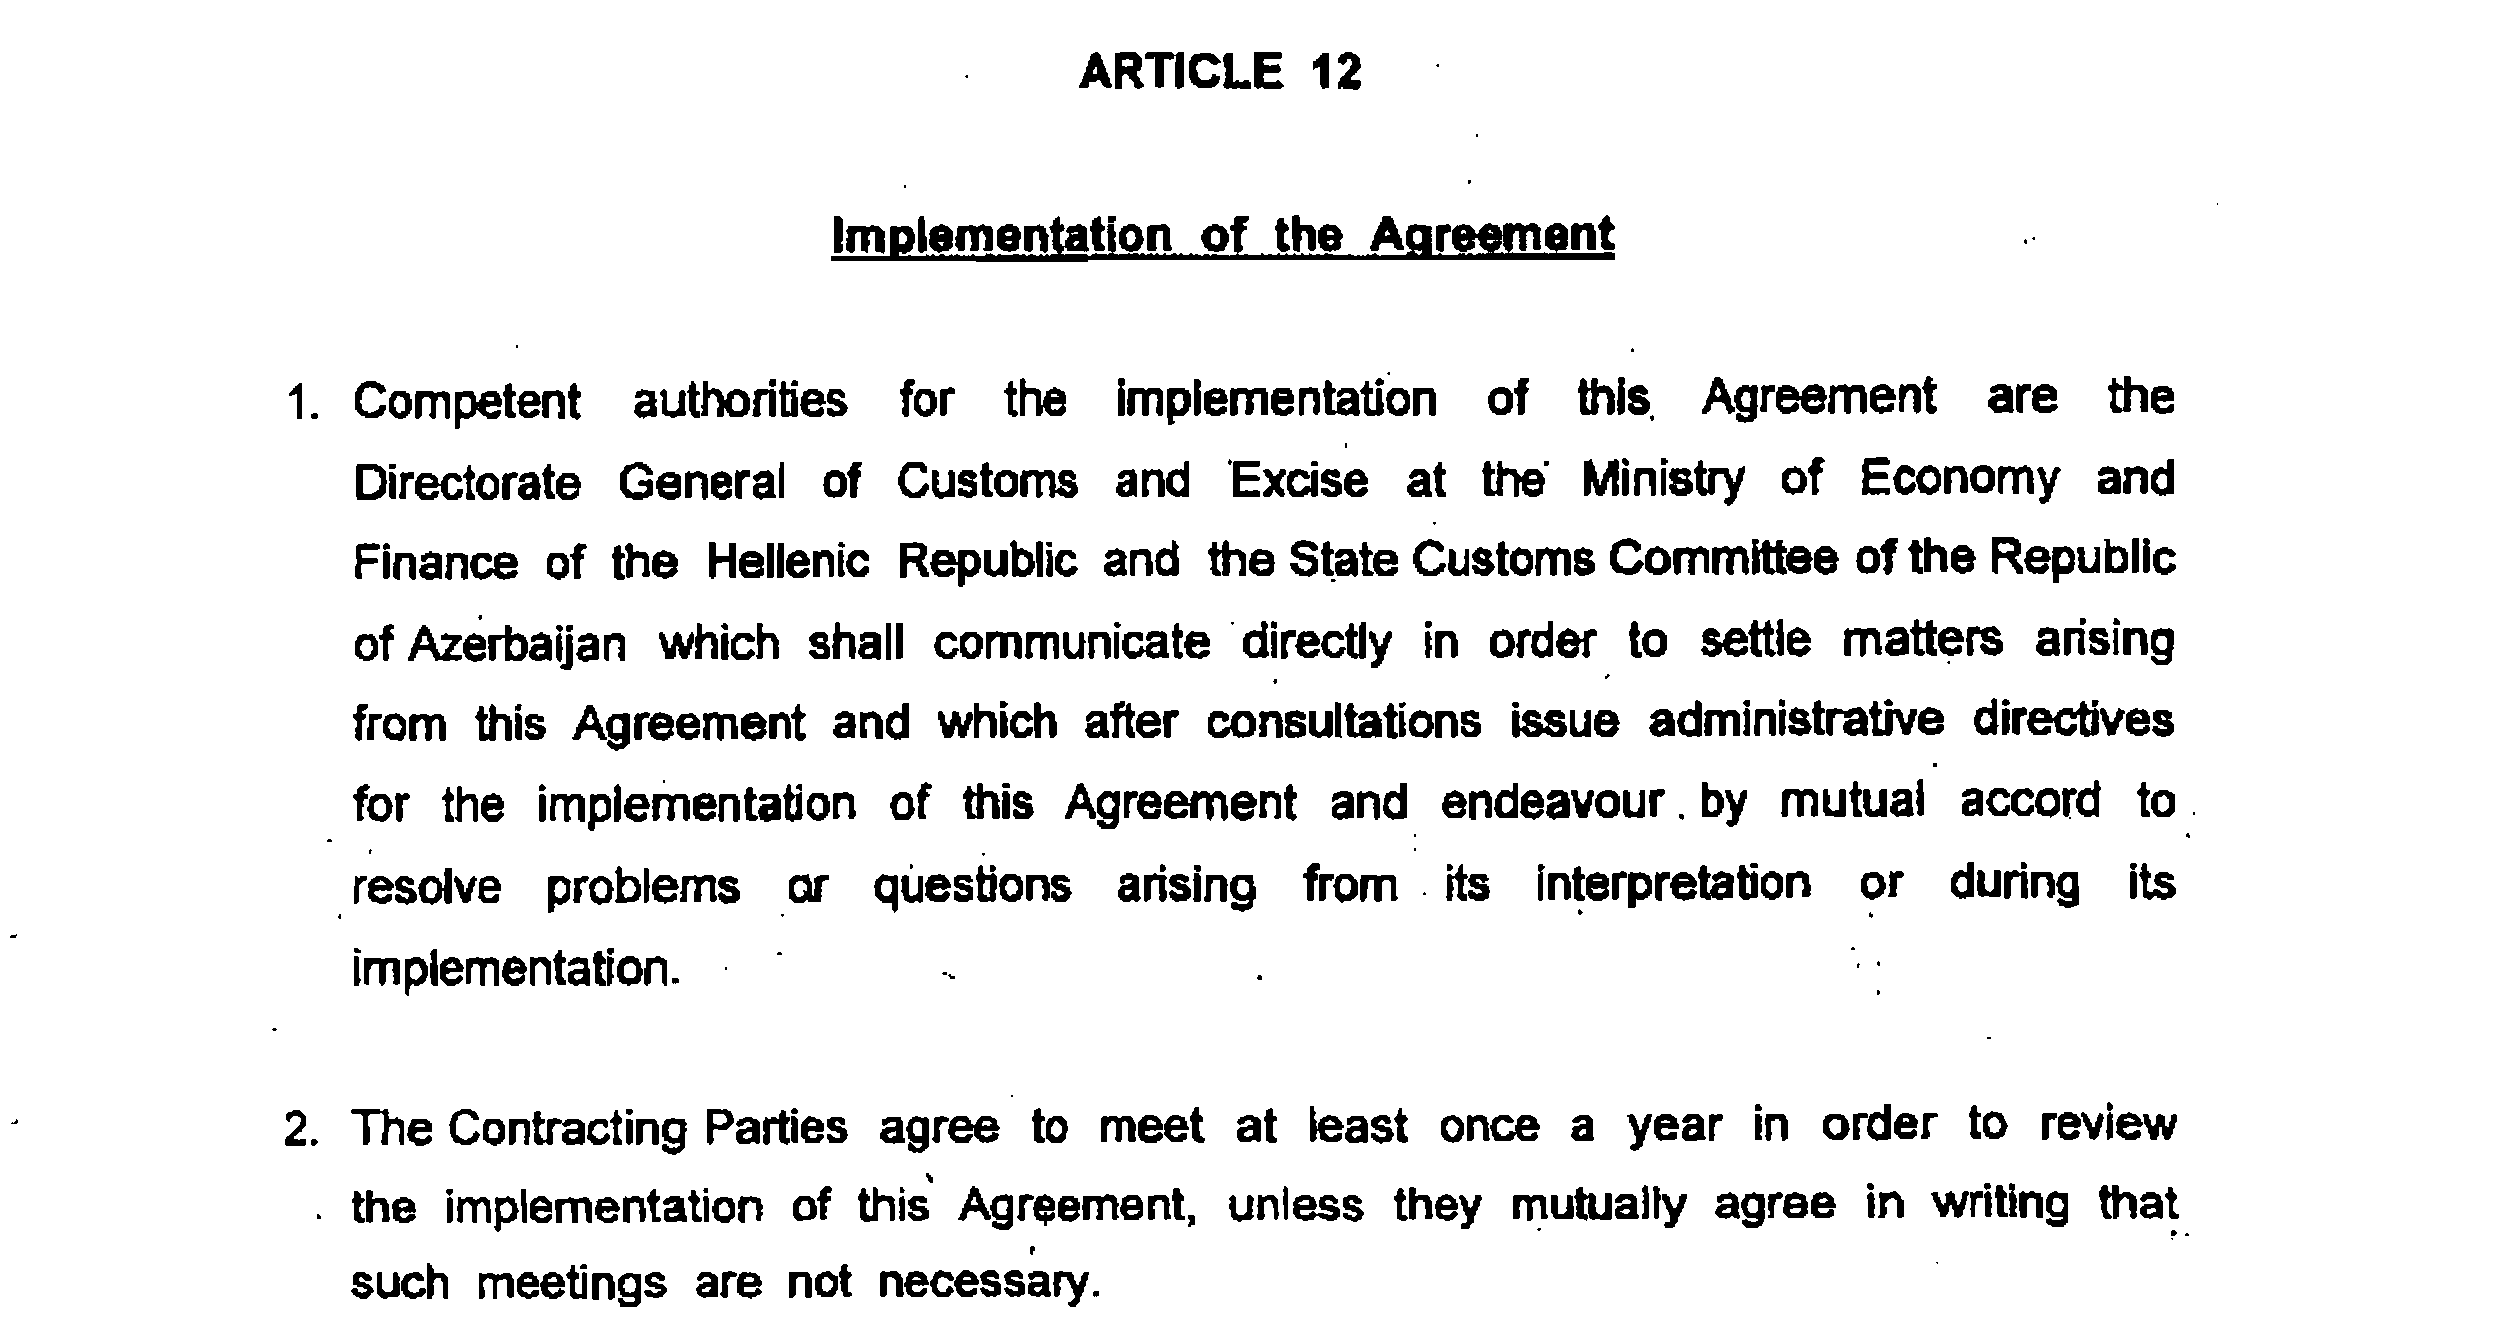 ARTICLE 12
Implementation of the Agreement
1. Competent authorities for the implementation of this Agreement are the
Directorate General of Customs and Excise at the Ministry of Economy and
Finance of the Hellenic Republic and the State Customs Committee of the Republic
of Azerbaijan which shall communicate directly in order to settle matters arising
from this Agreement and which after consultations issue administrative directives
for the implementation of this Agreement and endeavour by mutual accord to
resolve problems or questions arising from its interpretation or during its
implementation.
2. The Contracting Parties agree to meet at least once a year in order to review
the implementation of this Agreement, unless they mutually agree in writing that
such meetings are not necessary.